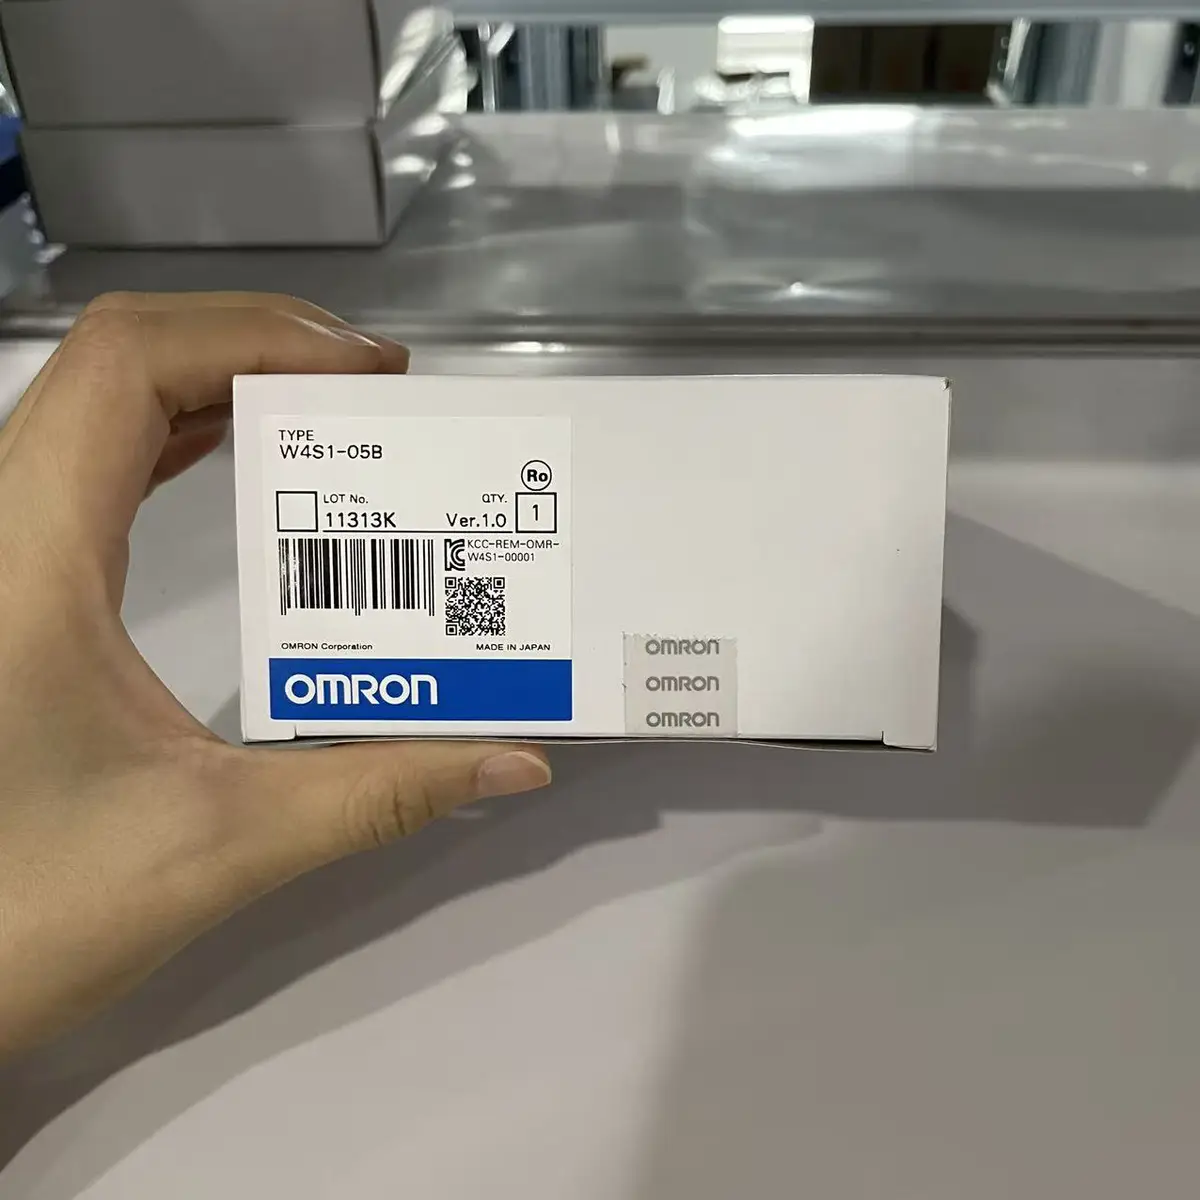 TYPE
W4S1-05B
Ro
LOT No.
QTY.
11313K
Ver.1.0
1
KCC-REM-OMR-
W4S1-00001
OMRON Corporation
MADE IN JAPAN
OMRON
OMRON
OMRON
OMRON